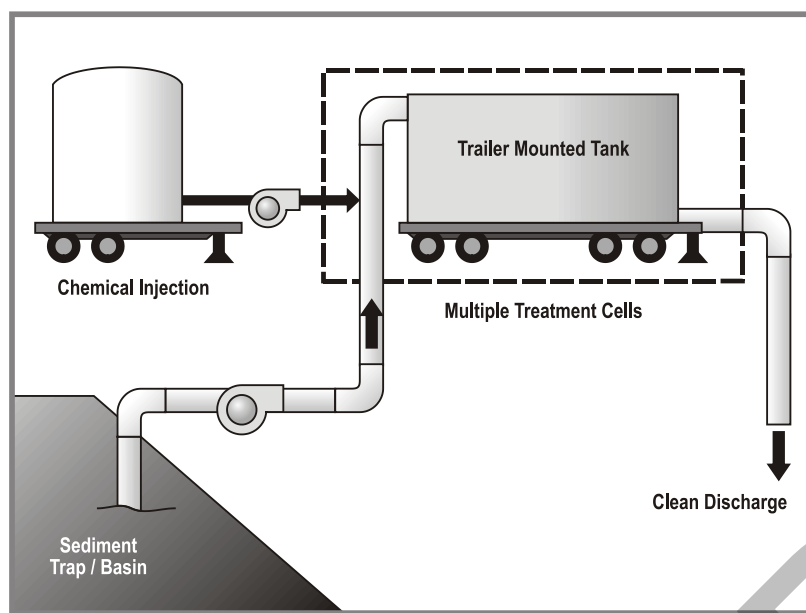 Trailer Mounted Tank
Chemical Injection
Multiple Treatment Cells
Clean Discharge
Sediment
Trap / Basin